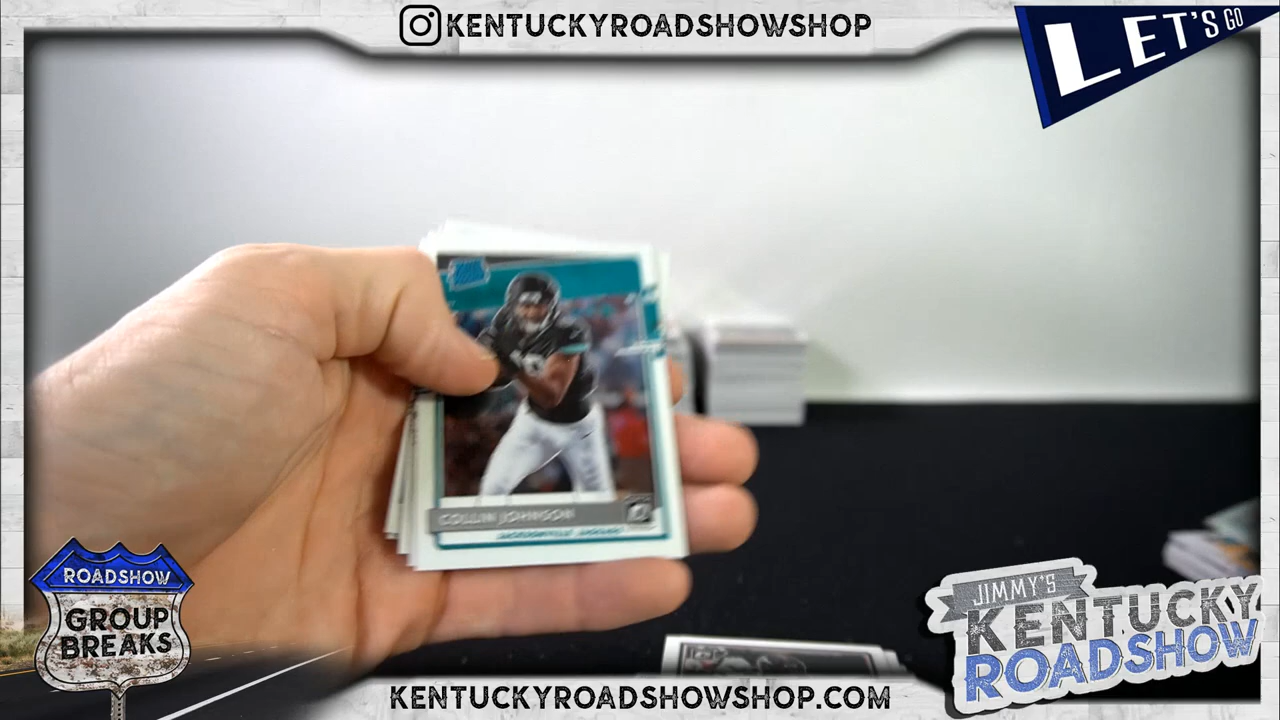 KENTUCKYROADSHOWSHOP
LET'S GO
COLLIN JOHNSON
ROADSHOW
GROUP
BREAKS
JIMMY'S
KENTUCKY
ROADSHOW
KENTUCKYROADSHOWSHOP.COM